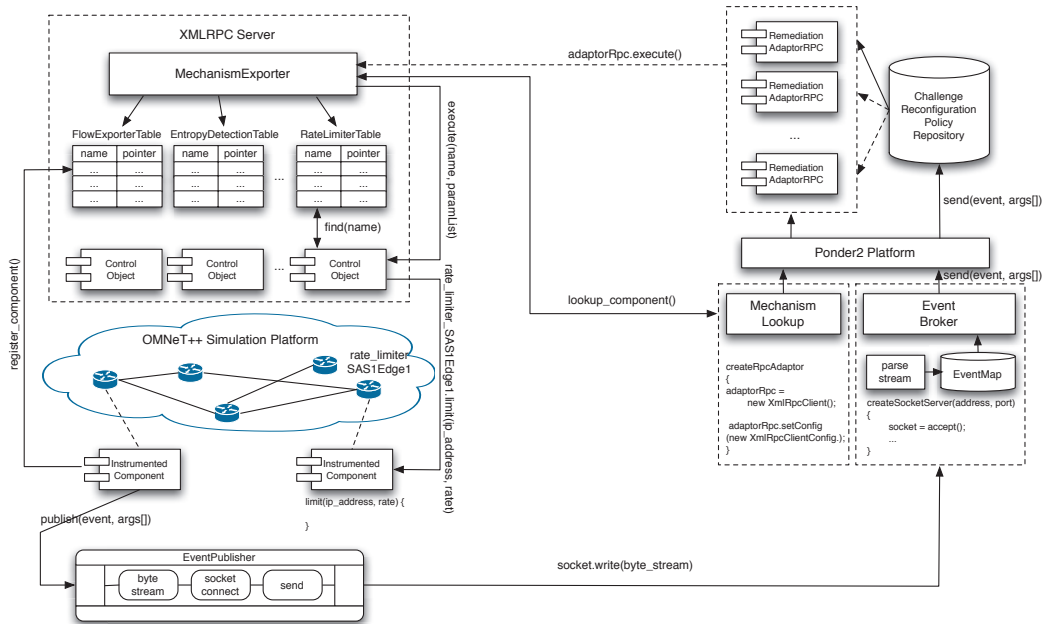 XMLRPC Server
MechanismExporter
FlowExporterTable
EntropyDetectionTable
RateLimiterTable
name pointer
... ...
... ...
... ...
name pointer
... ...
... ...
... ...
...
name pointer
... ...
... ...
... ...
find(name)
Control
Object
Control
Object
...
Control
Object
execute(name, paramList)
rate_limiter_SAS1Edge1.limit(ip_address, ratet)
register_component()
OMNeT++ Simulation Platform
rate_limiter
SAS1Edge1
Instrumented
Component
Instrumented
Component
limit(ip_address, rate) {
}
publish(event, args[])
EventPublisher
byte
stream
socket
connect
send
socket.write(byte_stream)
adaptorRpc.execute()
lookup_component()
Remediation
AdaptorRPC
Remediation
AdaptorRPC
...
Remediation
AdaptorRPC
Challenge
Reconfiguration
Policy
Repository
send(event, args[])
Ponder2 Platform
send(event, args[])
Mechanism
Lookup
createRpcAdaptor
{
adaptorRpc =
new XmlRpcClient();
adaptorRpc.setConfig
(new XmlRpcClientConfig.);
}
Event
Broker
parse
stream
EventMap
createSocketServer(address, port)
{
socket = accept();
...
}